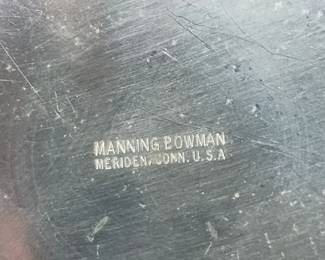 MANNING BOWMAN
MERIDEN, CONN. U.S.A